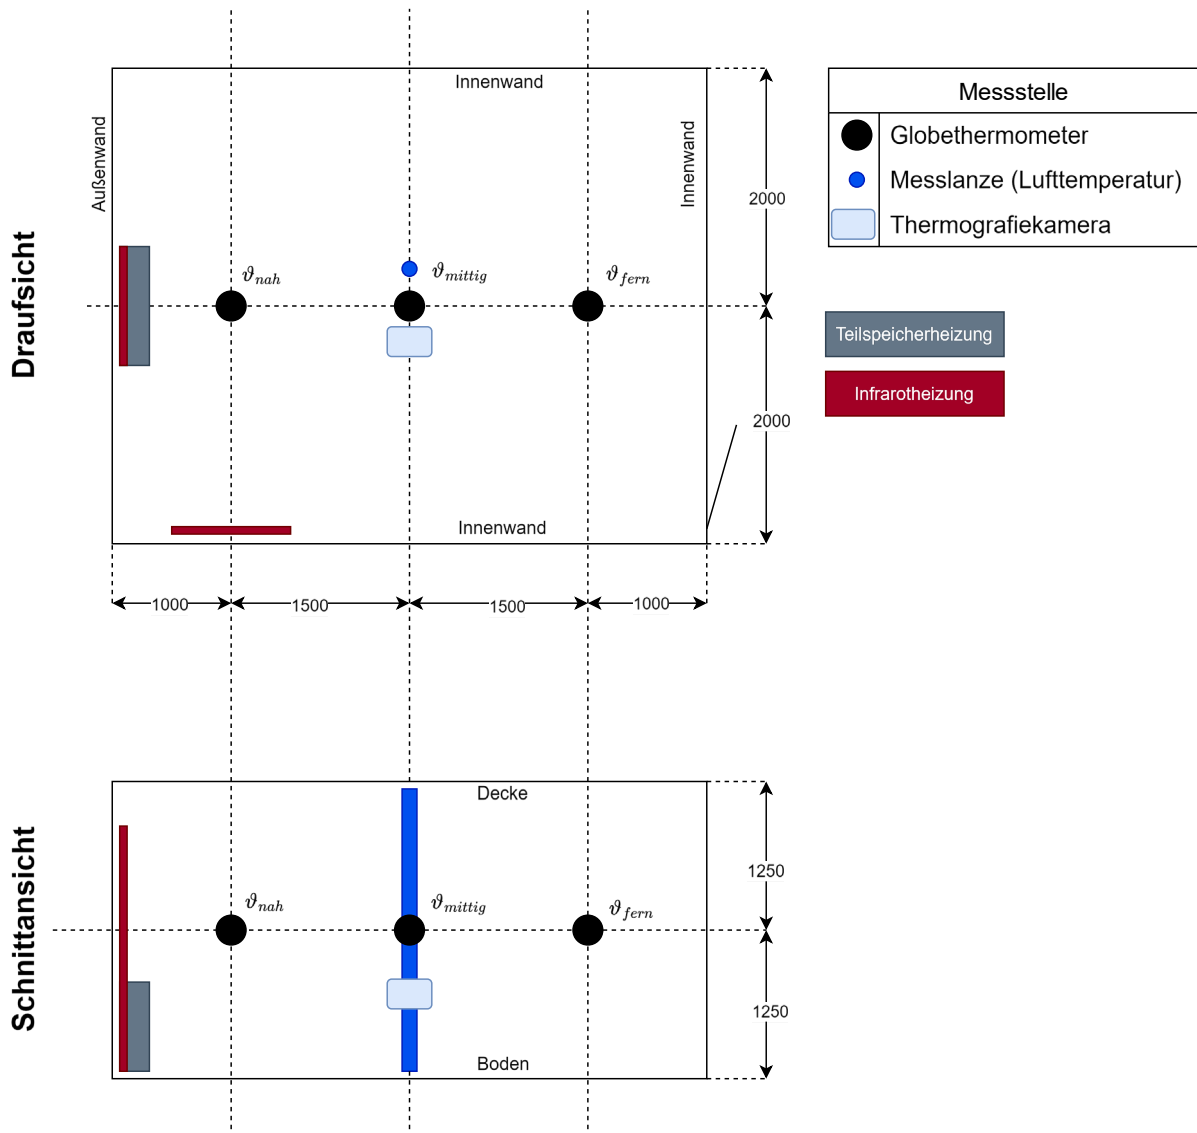 Draufsicht
Innenwand
Außenwand
Innenwand
2000
ϑnah
ϑmittig
ϑfern
2000
Innenwand
1000
1500
1500
1000
Messstelle
Globethermometer
Messlanze (Lufttemperatur)
Thermografiekamera
Teilspeicherheizung
Infrarotheizung
Schnittansicht
Decke
1250
ϑnah
ϑmittig
ϑfern
1250
Boden